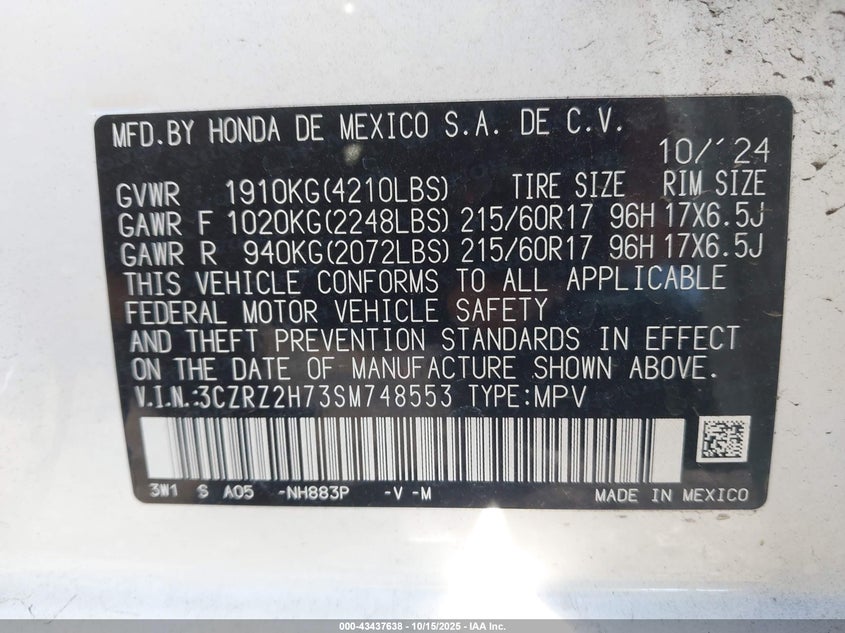 MFD.BY HONDA DE MEXICO S.A. DE C.V.
10/'24
GVWR 1910KG(4210LBS) TIRE SIZE RIM SIZE
GAWR F 1020KG(2248LBS) 215/60R17 96H 17X6.5J
GAWR R 940KG(2072LBS) 215/60R17 96H 17X6.5J
THIS VEHICLE CONFORMS TO ALL APPLICABLE
FEDERAL MOTOR VEHICLE SAFETY
AND THEFT PREVENTION STANDARDS IN EFFECT
ON THE DATE OF MANUFACTURE SHOWN ABOVE.
V.I.N.:3CZRZ2H73SM748553 TYPE:MPV
3W1 S A05 -NH883P -V -M MADE IN MEXICO
000-43437638 - 10/15/2025 - IAA Inc.